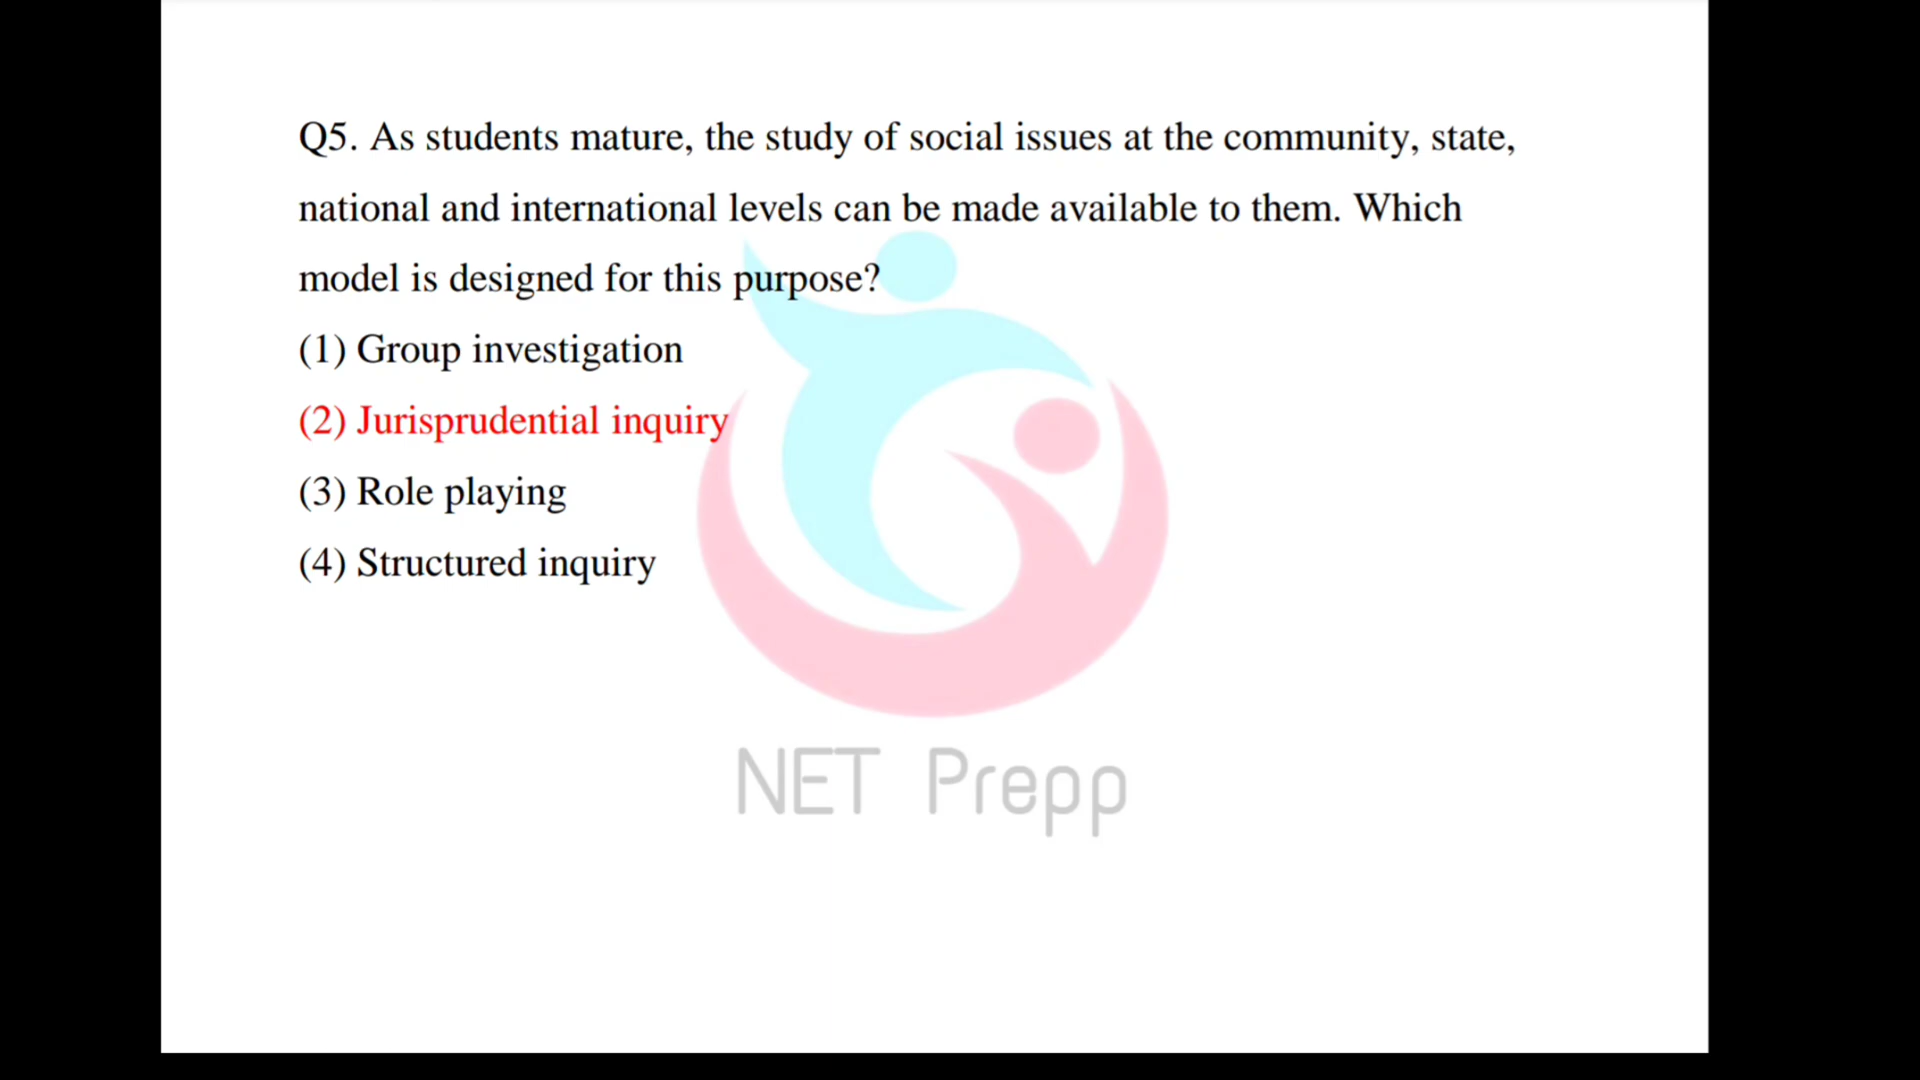 Q5. As students mature, the study of social issues at the community, state,
national and international levels can be made available to them. Which
model is designed for this purpose?
(1) Group investigation
(2) Jurisprudential inquiry
(3) Role playing
(4) Structured inquiry
NET Prepp